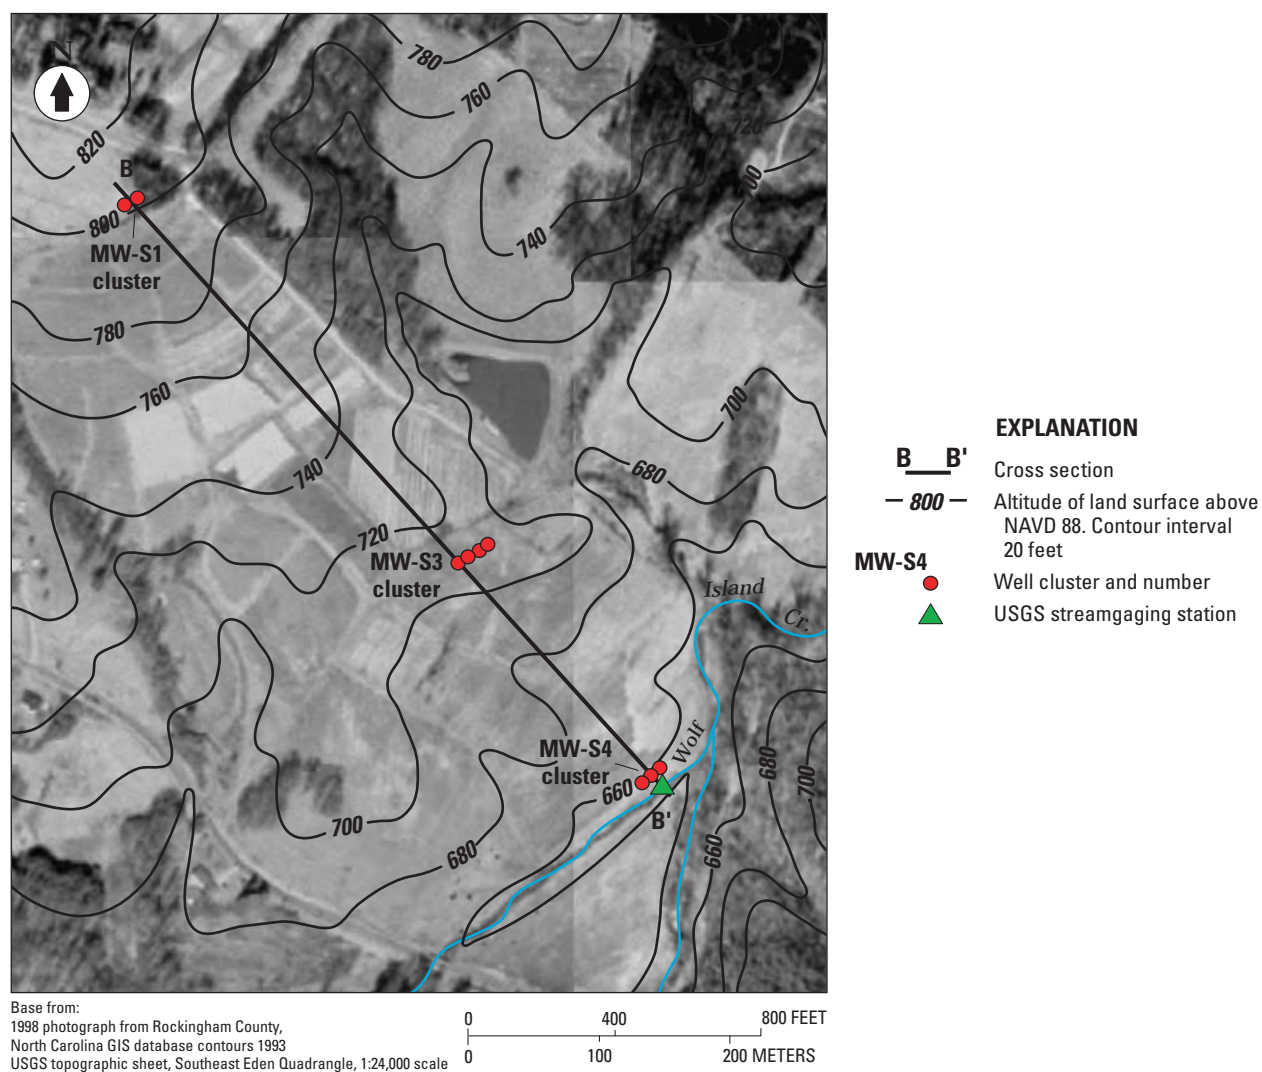 N
780
760
820
720
B
700
800
740
MW-S1
cluster
780
760
700
740
680
720
MW-S3
cluster
Island
Cr.
MW-S4
cluster
Wolf
680
700
660
B'
700
680
660
EXPLANATION
B B' Cross section
800 Altitude of land surface above
NAVD 88. Contour interval
20 feet
MW-S4
Well cluster and number
USGS streamgaging station
Base from:
1998 photograph from Rockingham County,
North Carolina GIS database contours 1993
USGS topographic sheet, Southeast Eden Quadrangle, 1:24,000 scale
0 400 800 FEET
0 100 200 METERS